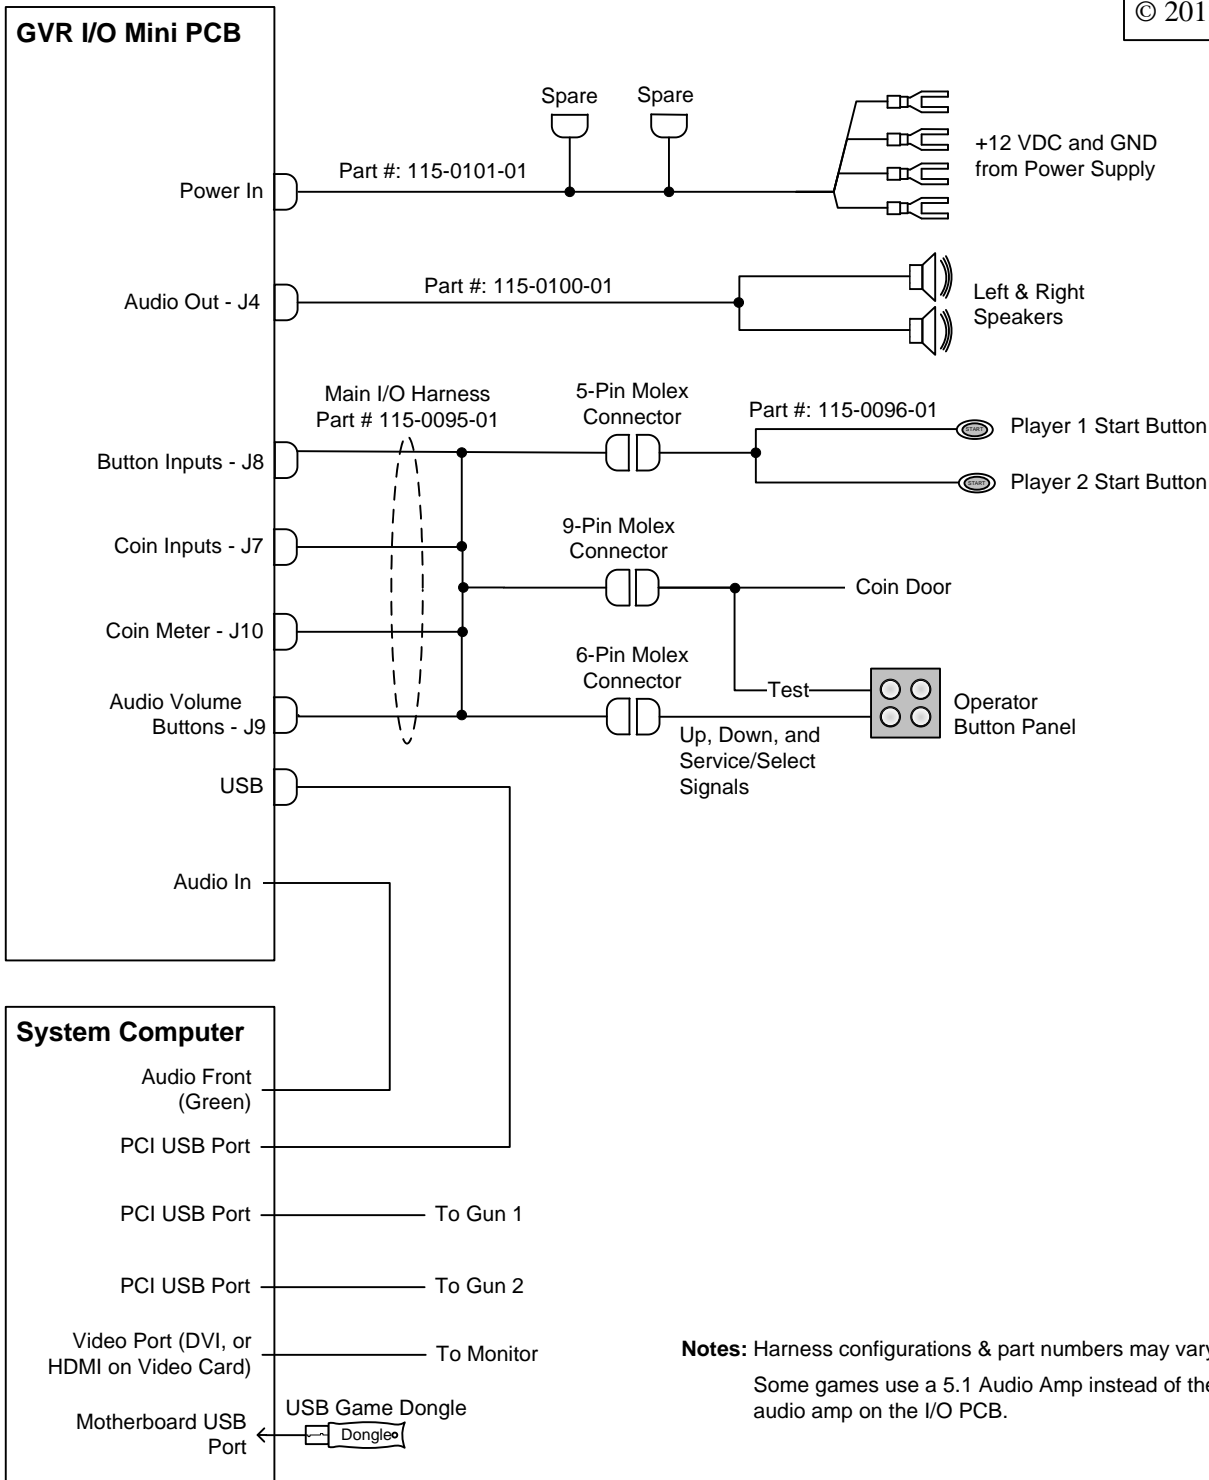 GVR I/O Mini PCB
© 201
Spare
Spare
Part #: 115-0101-01
Power In
+12 VDC and GND
from Power Supply
Audio Out - J4
Part #: 115-0100-01
Left & Right
Speakers
Main I/O Harness
Part # 115-0095-01
5-Pin Molex
Connector
Part #: 115-0096-01
START
Player 1 Start Button
Button Inputs - J8
START
Player 2 Start Button
9-Pin Molex
Connector
Coin Inputs - J7
Coin Door
Coin Meter - J10
6-Pin Molex
Connector
Test
Audio Volume
Buttons - J9
Operator
Button Panel
Up, Down, and
Service/Select
Signals
USB
Audio In
System Computer
Audio Front
(Green)
PCI USB Port
PCI USB Port
To Gun 1
PCI USB Port
To Gun 2
Video Port (DVI, or
HDMI on Video Card)
To Monitor
Motherboard USB
Port
USB Game Dongle
Dongle
Notes: Harness configurations & part numbers may vary
Some games use a 5.1 Audio Amp instead of the
audio amp on the I/O PCB.